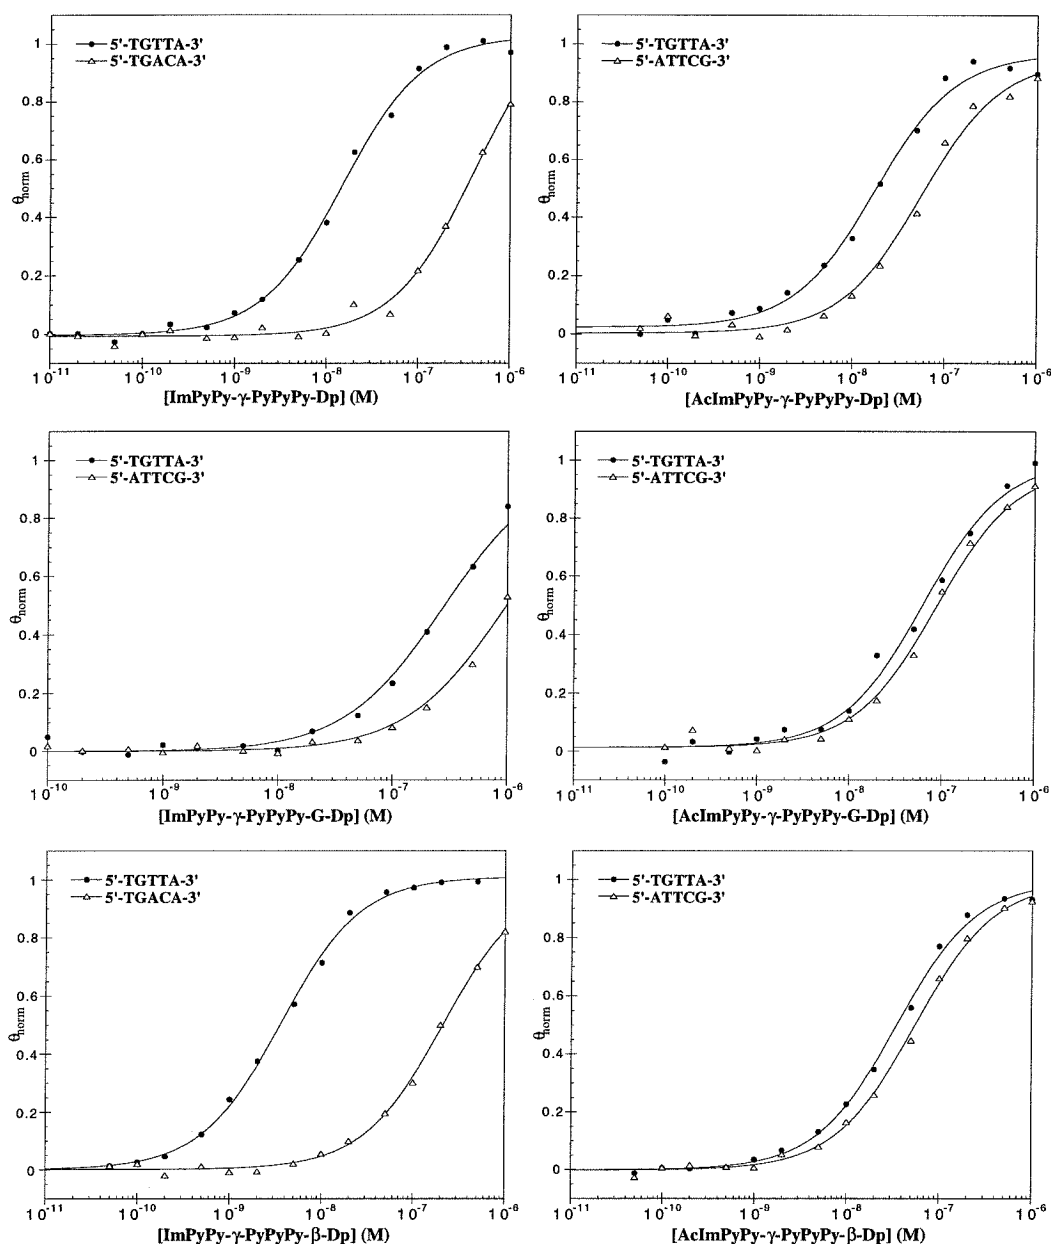 5'-TGTTA-3'
5'-TGACA-3'
θnorm
1
0.8
0.6
0.4
0.2
0
10^-11 10^-10 10^-9 10^-8 10^-7 10^-6
[ImPyPy-γ-PyPyPy-Dp] (M)
5'-TGTTA-3'
5'-ATTCG-3'
θnorm
1
0.8
0.6
0.4
0.2
0
10^-11 10^-10 10^-9 10^-8 10^-7 10^-6
[AcImPyPy-γ-PyPyPy-Dp] (M)
5'-TGTTA-3'
5'-ATTCG-3'
θnorm
1
0.8
0.6
0.4
0.2
0
10^-10 10^-9 10^-8 10^-7 10^-6
[ImPyPy-γ-PyPyPy-G-Dp] (M)
5'-TGTTA-3'
5'-ATTCG-3'
θnorm
1
0.8
0.6
0.4
0.2
0
10^-11 10^-10 10^-9 10^-8 10^-7 10^-6
[AcImPyPy-γ-PyPyPy-G-Dp] (M)
5'-TGTTA-3'
5'-TGACA-3'
θnorm
1
0.8
0.6
0.4
0.2
0
10^-11 10^-10 10^-9 10^-8 10^-7 10^-6
[ImPyPy-γ-PyPyPy-β-Dp] (M)
5'-TGTTA-3'
5'-ATTCG-3'
θnorm
1
0.8
0.6
0.4
0.2
0
10^-11 10^-10 10^-9 10^-8 10^-7 10^-6
[AcImPyPy-γ-PyPyPy-β-Dp] (M)